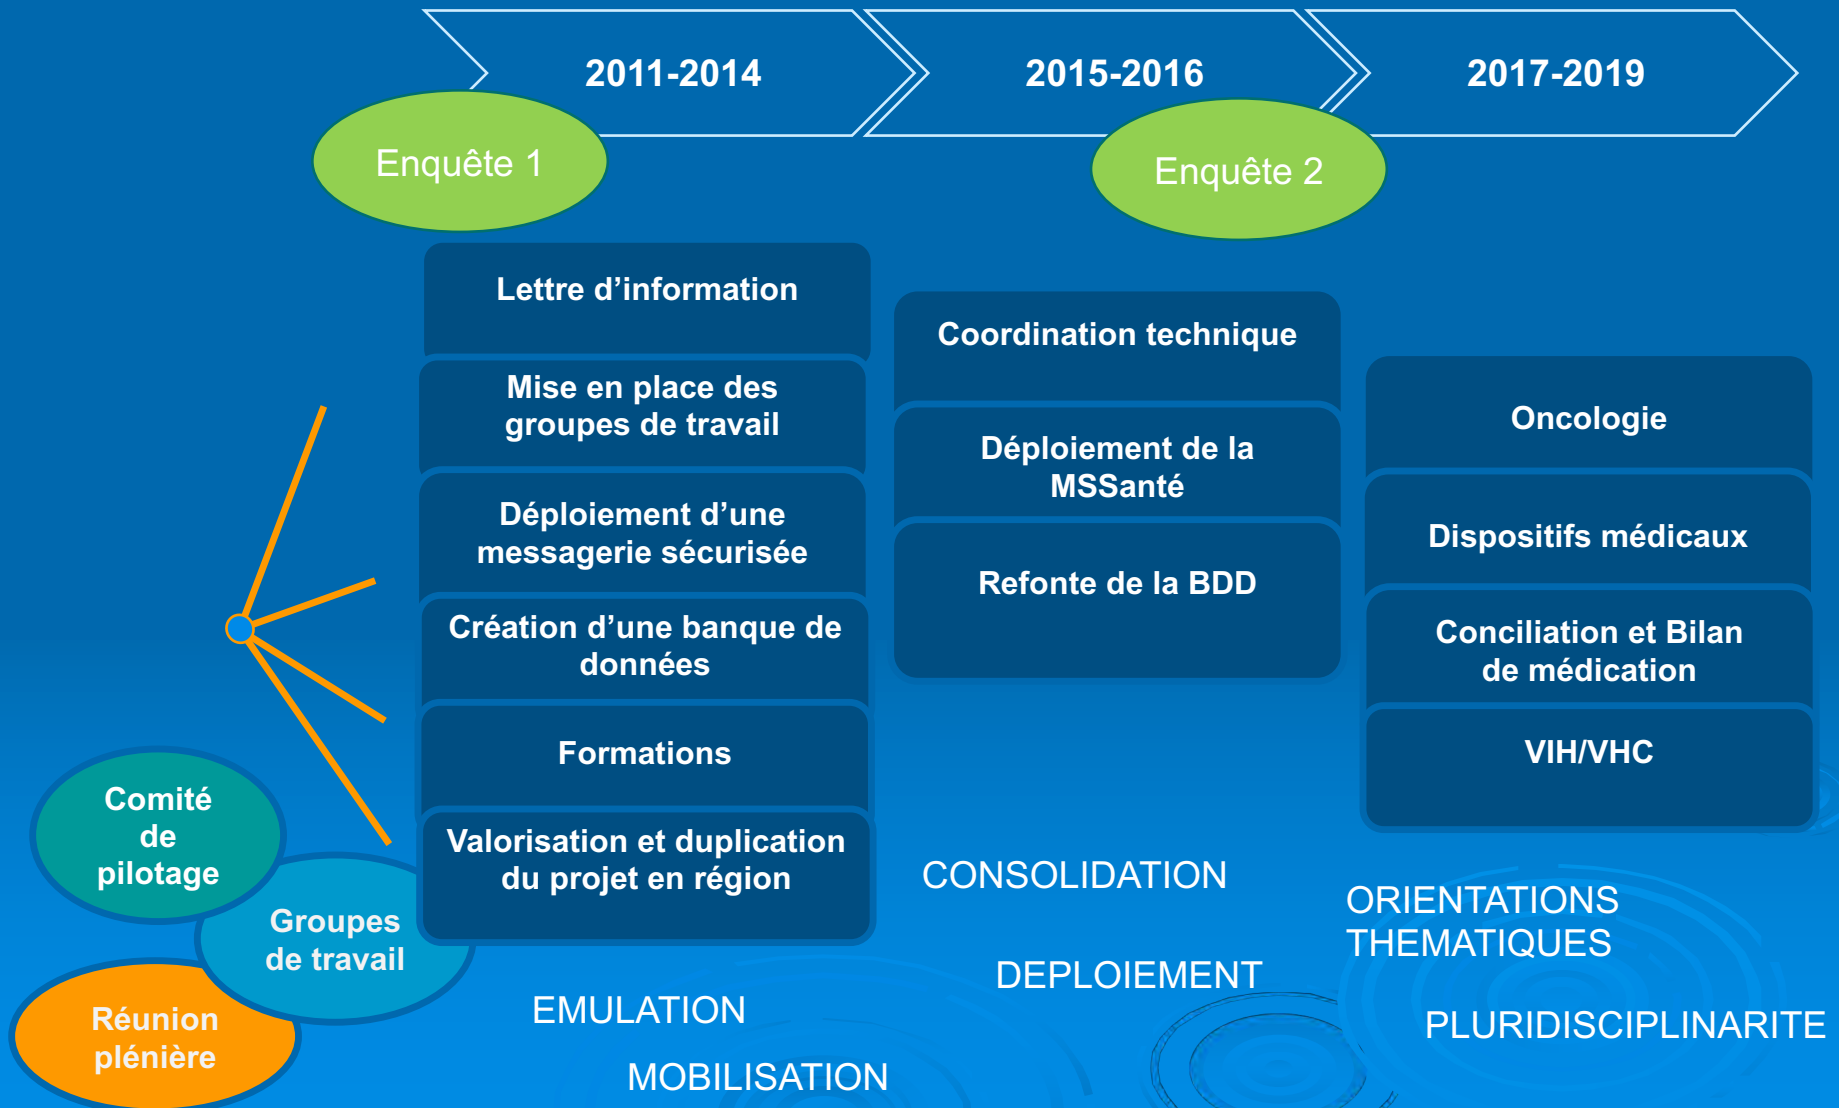 2011-2014
2015-2016
2017-2019
Enquête 1
Enquête 2
Lettre d’information
Mise en place des
groupes de travail
Déploiement d’une
messagerie sécurisée
Création d’une banque de
données
Formations
Valorisation et duplication
du projet en région
Coordination technique
Déploiement de la
MSSanté
Refonte de la BDD
Oncologie
Dispositifs médicaux
Conciliation et Bilan
de médication
VIH/VHC
Comité
de
pilotage
Groupes
de travail
Réunion
plénière
EMULATION
MOBILISATION
CONSOLIDATION
DEPLOIEMENT
ORIENTATIONS
THEMATIQUES
PLURIDISCIPLINARITE